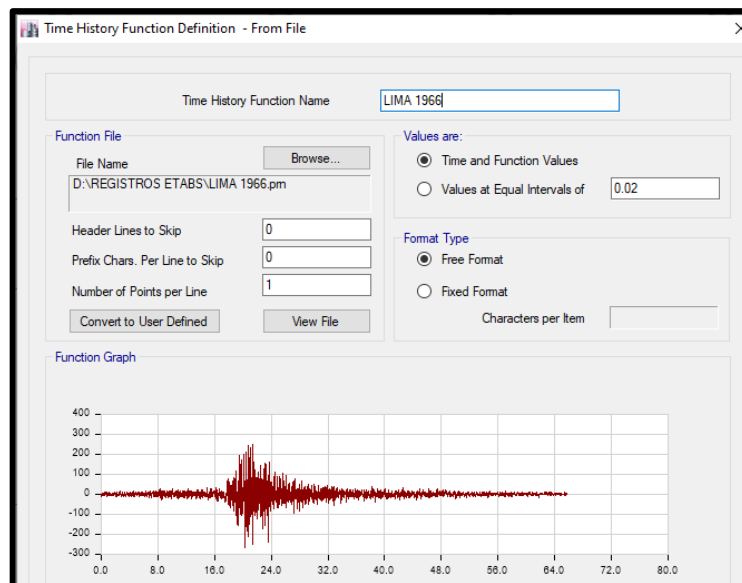 Time History Function Definition - From File
Time History Function Name LIMA 1966
Function File
File Name Browse...
D:\REGISTROS ETABS\LIMA 1966.prn
Header Lines to Skip 0
Prefix Chars. Per Line to Skip 0
Number of Points per Line 1
Convert to User Defined View File
Values are:
Time and Function Values
Values at Equal Intervals of 0.02
Format Type
Free Format
Fixed Format
Characters per Item
Function Graph
400
300
200
100
0
-100
-200
-300
0.0 8.0 16.0 24.0 32.0 40.0 48.0 56.0 64.0 72.0 80.0